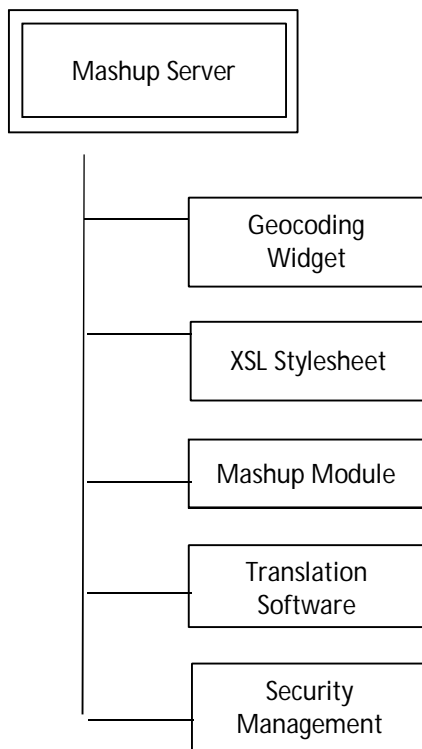 Mashup Server
Geocoding
Widget
XSL Stylesheet
Mashup Module
Translation
Software
Security
Management